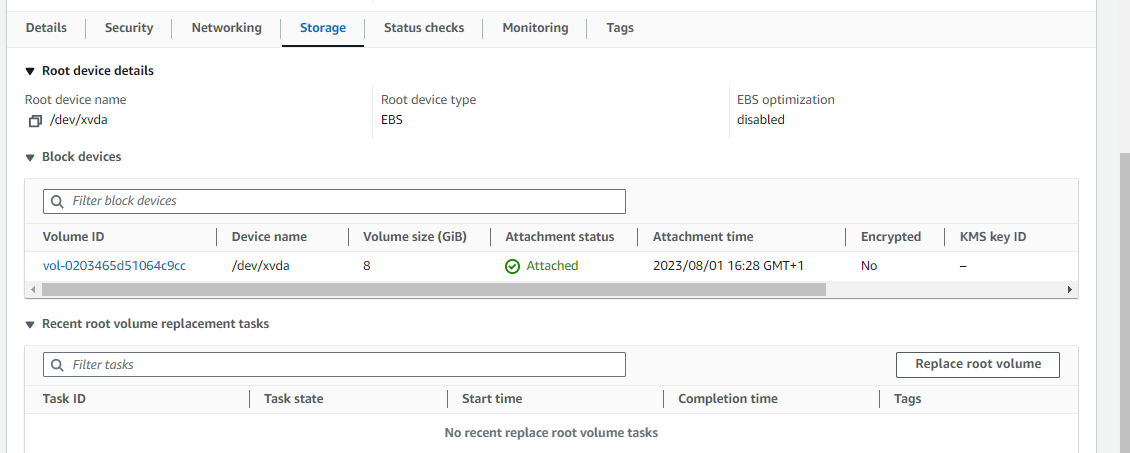 Details Security Networking Storage Status checks Monitoring Tags
Root device details
Root device name Root device type EBS optimization
/dev/xvda EBS disabled
Block devices
Filter block devices
Volume ID Device name Volume size (GiB) Attachment status Attachment time Encrypted KMS key ID
vol-0203465d51064c9cc /dev/xvda 8 Attached 2023/08/01 16:28 GMT+1 No –
Recent root volume replacement tasks
Filter tasks Replace root volume
Task ID Task state Start time Completion time Tags
No recent replace root volume tasks